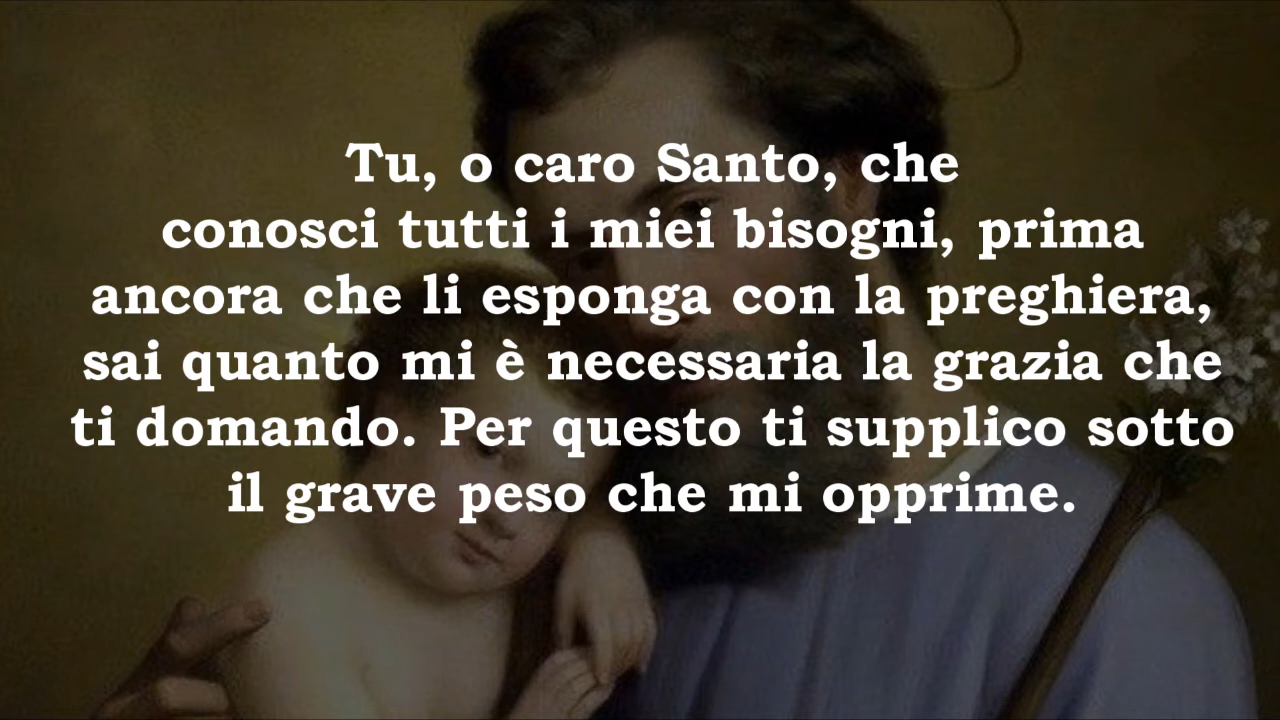 Tu, o caro Santo, che
conosci tutti i miei bisogni, prima
ancora che li esponga con la preghiera,
sai quanto mi è necessaria la grazia che
ti domando. Per questo ti supplico sotto
il grave peso che mi opprime.